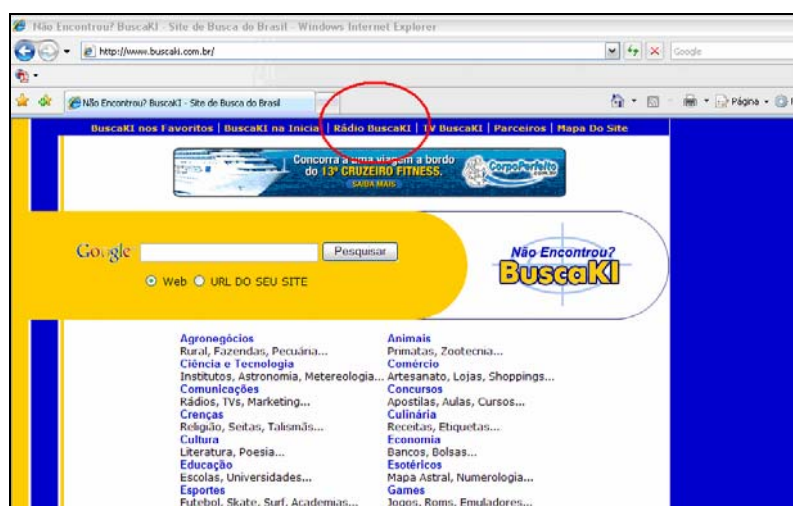 Não Encontrou? BuscaKI - Site de Busca do Brasil - Windows Internet Explorer
http://www.buscaki.com.br/
Google
Não Encontrou? BuscaKI - Site de Busca do Brasil
Página
BuscaKI nos Favoritos | BuscaKI na Inicial | Rádio BuscaKI | TV BuscaKI | Parceiros | Mapa Do Site
Concorra a uma viagem a bordo
do 13º CRUZEIRO FITNESS.
SAIBA MAIS
CorpoPerfeito
.com.br
Google
Pesquisar
Web
URL DO SEU SITE
Não Encontrou?
BuscaKI
Agronegócios
Rural, Fazendas, Pecuária...
Ciência e Tecnologia
Institutos, Astronomia, Metereologia...
Comunicações
Rádios, TVs, Marketing...
Crenças
Religião, Seitas, Talismãs...
Cultura
Literatura, Poesia...
Educação
Escolas, Universidades...
Esportes
Futebol, Skate, Surf, Academias...
Animais
Primatas, Zootecnia...
Comércio
Artesanato, Lojas, Shoppings...
Concursos
Apostilas, Aulas, Cursos...
Culinária
Receitas, Etiquetas...
Economia
Bancos, Bolsas...
Esotéricos
Mapa Astral, Numerologia...
Games
Jogos, Roms, Emuladores...